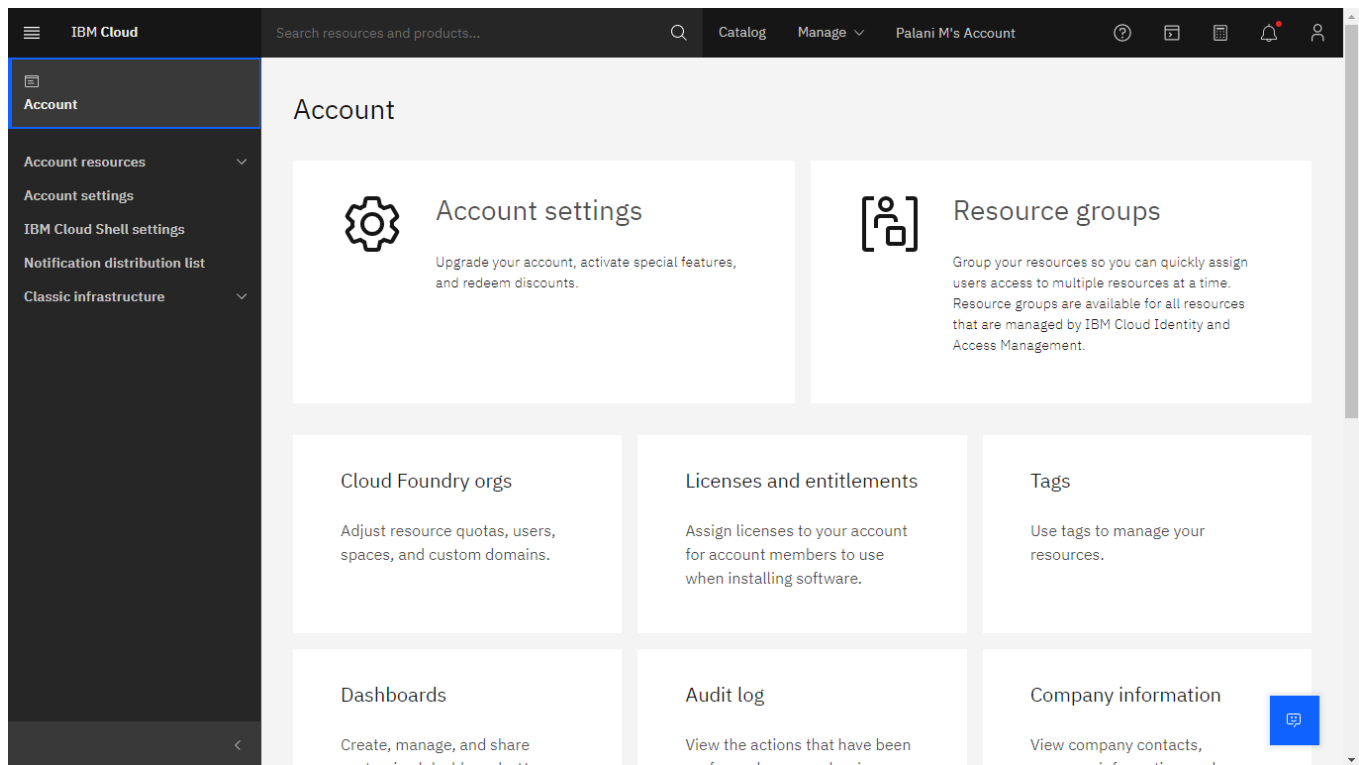 IBM Cloud
Search resources and products...
Catalog
Manage
Palani M's Account
Account
Account resources
Account settings
IBM Cloud Shell settings
Notification distribution list
Classic infrastructure
Account
Account settings
Upgrade your account, activate special features,
and redeem discounts.
Resource groups
Group your resources so you can quickly assign
users access to multiple resources at a time.
Resource groups are available for all resources
that are managed by IBM Cloud Identity and
Access Management.
Cloud Foundry orgs
Adjust resource quotas, users,
spaces, and custom domains.
Licenses and entitlements
Assign licenses to your account
for account members to use
when installing software.
Tags
Use tags to manage your
resources.
Dashboards
Create, manage, and share
Audit log
View the actions that have been
Company information
View company contacts,